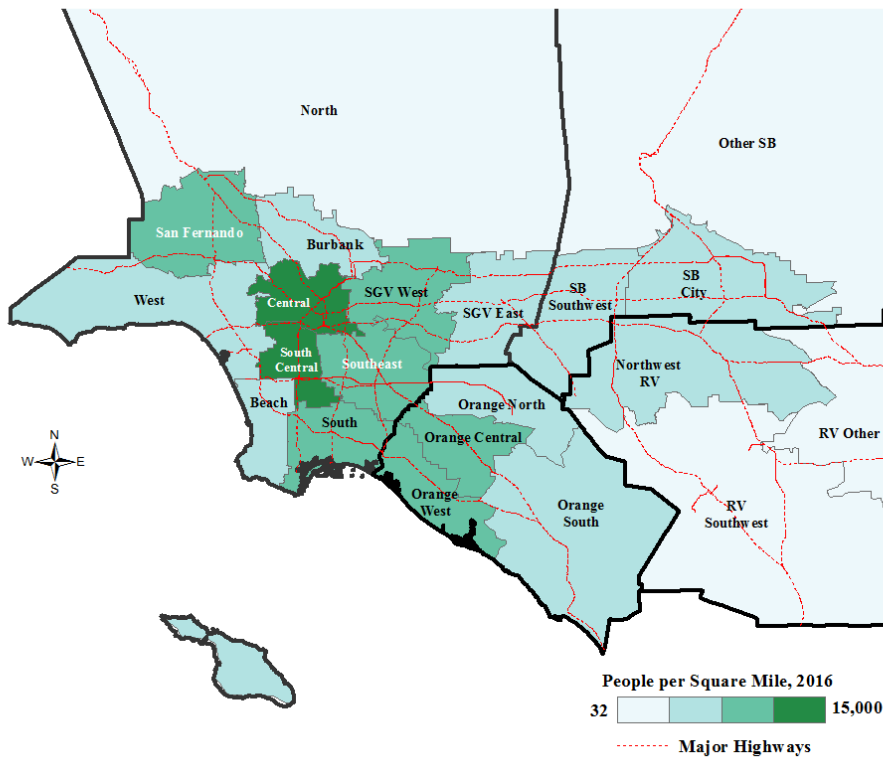 North
Other SB
San Fernando
Burbank
West
Central
SGV West
SGV East
SB
Southwest
SB
City
South
Central
Southeast
Northwest
RV
Beach
Orange North
South
Orange Central
RV Other
N
W E
S
Orange
West
Orange
South
RV
Southwest
People per Square Mile, 2016
32 15,000
Major Highways